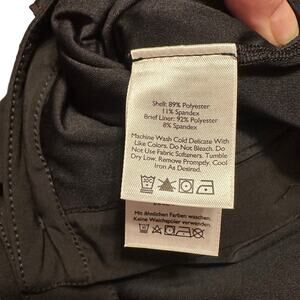 Shell: 89% Polyester
11% Spandex
Brief Liner: 92% Polyester
8% Spandex
Machine Wash Cold Delicate With
Like Colors. Do Not Bleach. Do
Not Use Fabric Softeners. Tumble
Dry Low. Remove Promptly. Cool
Iron As Desired.
Mit ähnlichen Farben waschen.
Keine Weichspüler verwenden.